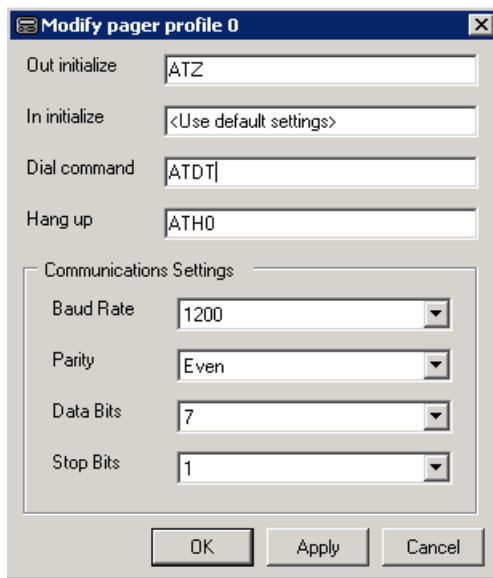 Modify pager profile 0
Out initialize ATZ
In initialize <Use default settings>
Dial command ATDT
Hang up ATH0
Communications Settings
Baud Rate 1200
Parity Even
Data Bits 7
Stop Bits 1
OK Apply Cancel